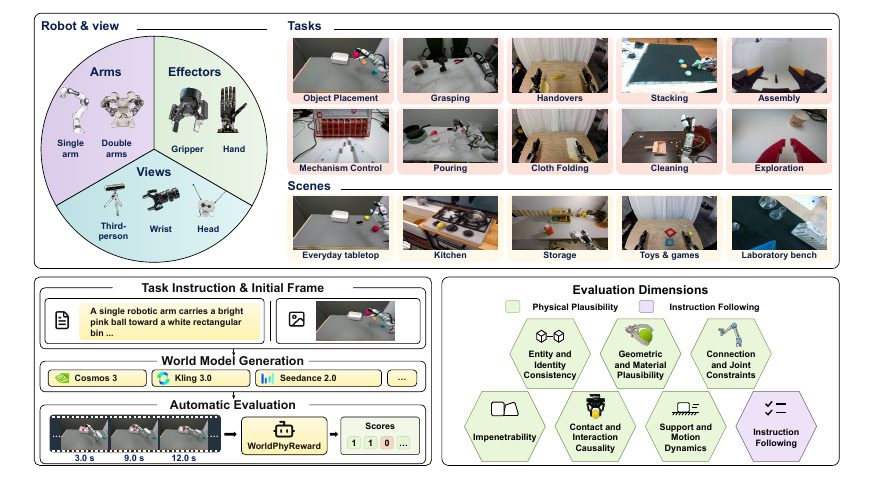 Robot & view
Arms
Effectors
Single
arm
Double
arms
Gripper
Hand
Views
Third-
person
Wrist
Head
Tasks
Object Placement
Grasping
Handovers
Stacking
Assembly
Mechanism Control
Pouring
Cloth Folding
Cleaning
Exploration
Scenes
Everyday tabletop
Kitchen
Storage
Toys & games
Laboratory bench
Task Instruction & Initial Frame
A single robotic arm carries a bright
pink ball toward a white rectangular
bin ...
World Model Generation
Cosmos 3
Kling 3.0
Seedance 2.0
...
Automatic Evaluation
...
...
3.0 s
9.0 s
12.0 s
WorldPhyReward
Scores
1 1 0 ...
Evaluation Dimensions
Physical Plausibility
Instruction Following
Entity and
Identity
Consistency
Geometric
and Material
Plausibility
Connection
and Joint
Constraints
Impenetrability
Contact and
Interaction
Causality
Support and
Motion
Dynamics
Instruction
Following